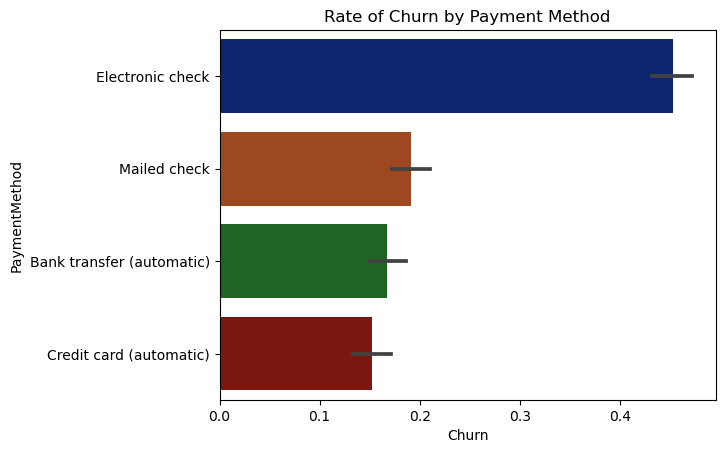 Rate of Churn by Payment Method
PaymentMethod
Electronic check
Mailed check
Bank transfer (automatic)
Credit card (automatic)
0.0 0.1 0.2 0.3 0.4
Churn